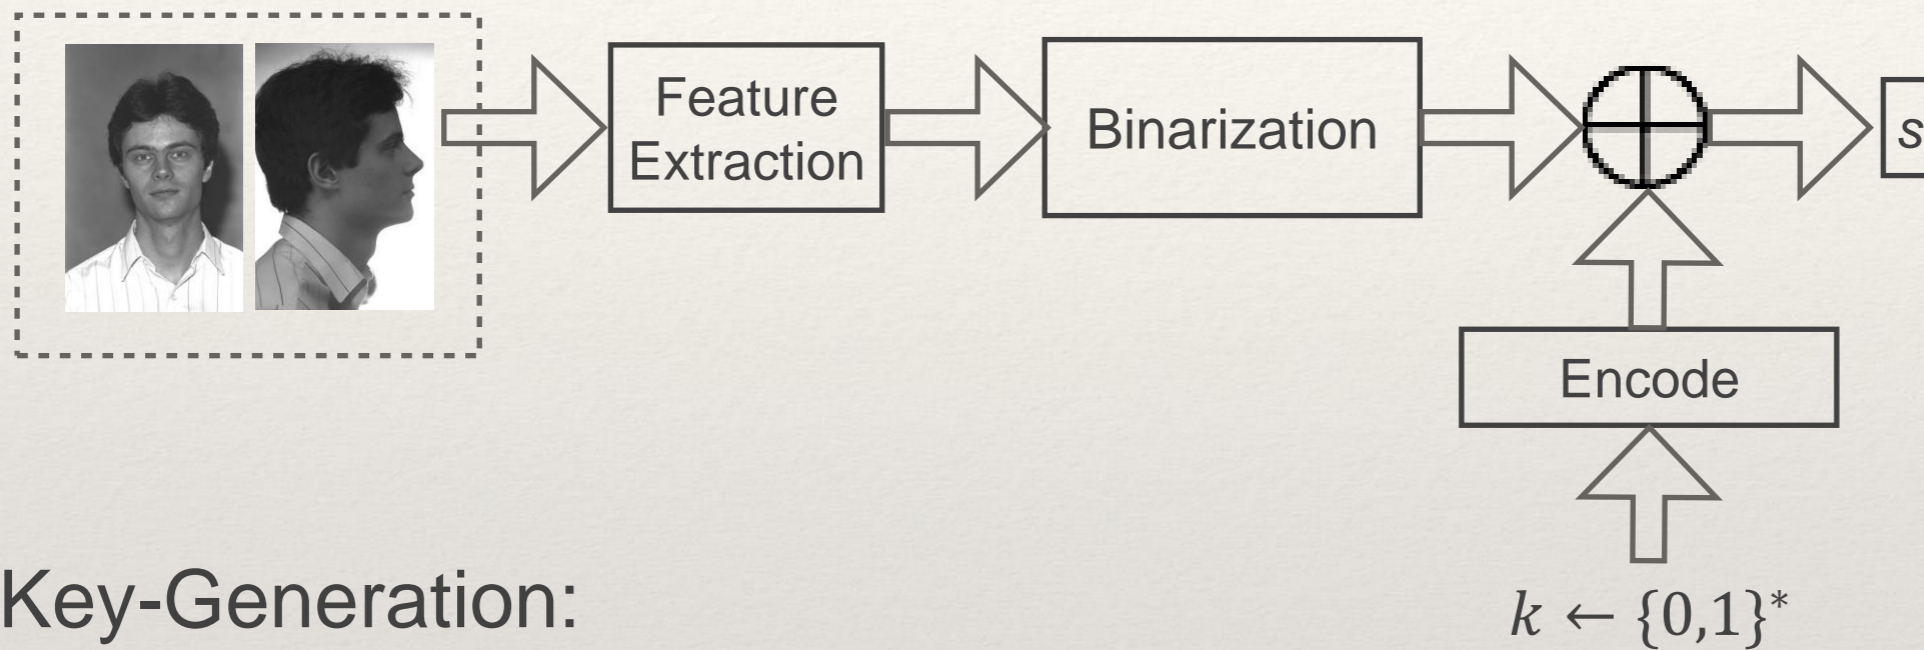 Feature
Extraction
Binarization
s
Encode
k ← {0,1}*
Key-Generation: